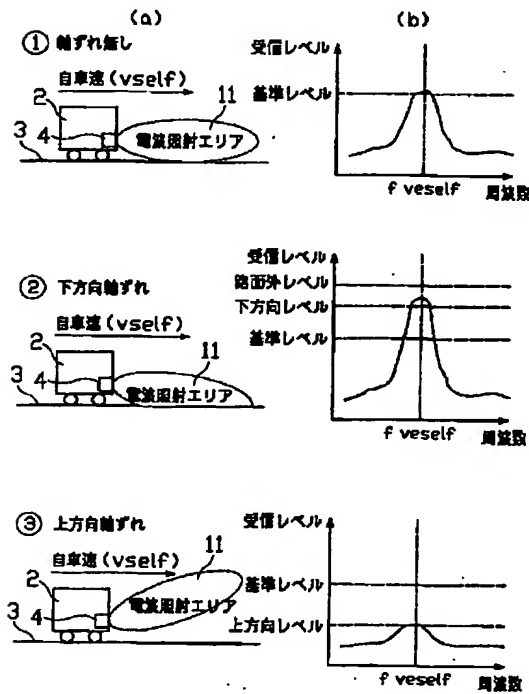 (a)
(b)
① 軸ずれ無し
自車速(vself)
2
11
4
3
電波照射エリア
受信レベル
基準レベル
f veself
周波数
② 下方向軸ずれ
自車速(vself)
2
11
4
3
電波照射エリア
受信レベル
路面外レベル
下方向レベル
基準レベル
f veself
周波数
③ 上方向軸ずれ
自車速(vself)
11
2
4
3
電波照射エリア
受信レベル
基準レベル
上方向レベル
f veself
周波数